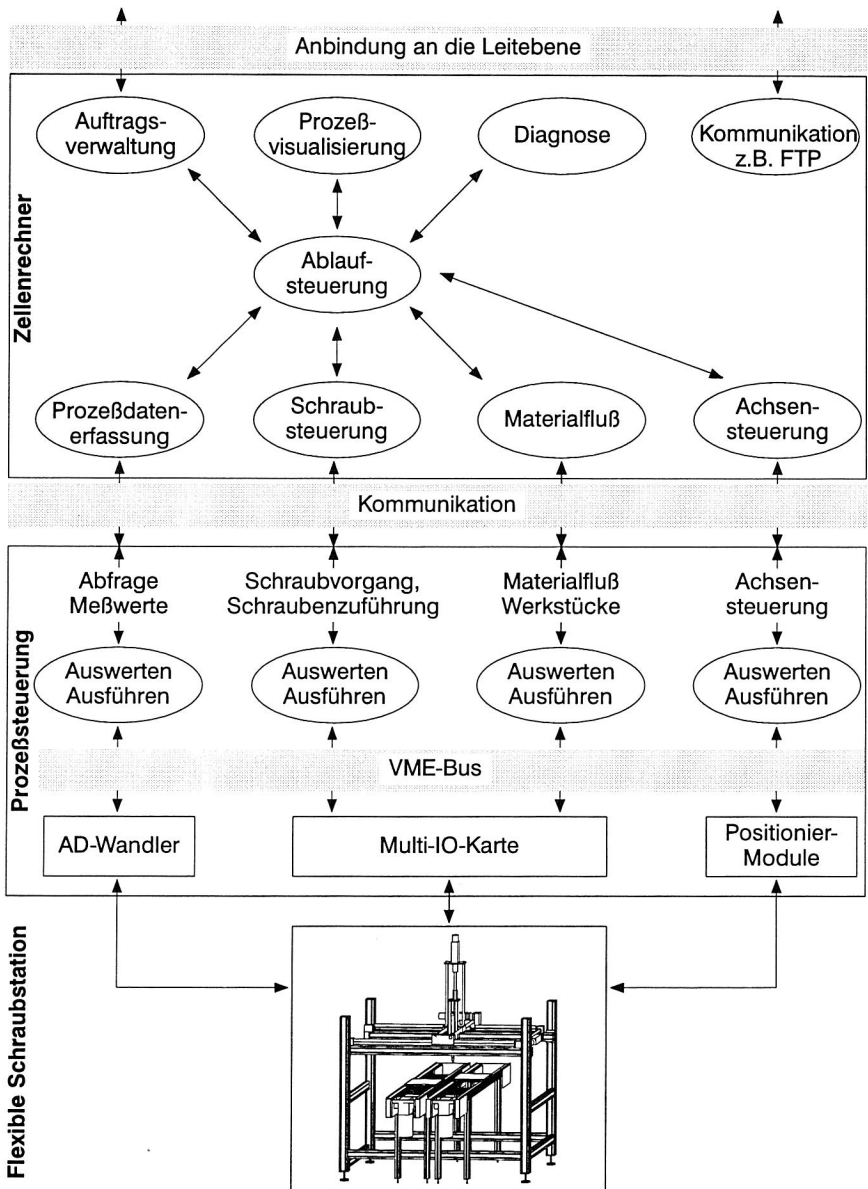 Anbindung an die Leitebene
Zellenrechner
Auftrags-
verwaltung
Prozeß-
visualisierung
Diagnose
Kommunikation
z.B. FTP
Ablauf-
steuerung
Prozeßdaten-
erfassung
Schraub-
steuerung
Materialfluß
Achsen-
steuerung
Kommunikation
Prozeßsteuerung
Abfrage
Meßwerte
Schraubvorgang,
Schraubenzuführung
Materialfluß
Werkstücke
Achsen-
steuerung
Auswerten
Ausführen
Auswerten
Ausführen
Auswerten
Ausführen
Auswerten
Ausführen
VME-Bus
AD-Wandler
Multi-IO-Karte
Positionier-
Module
Flexible Schraubstation